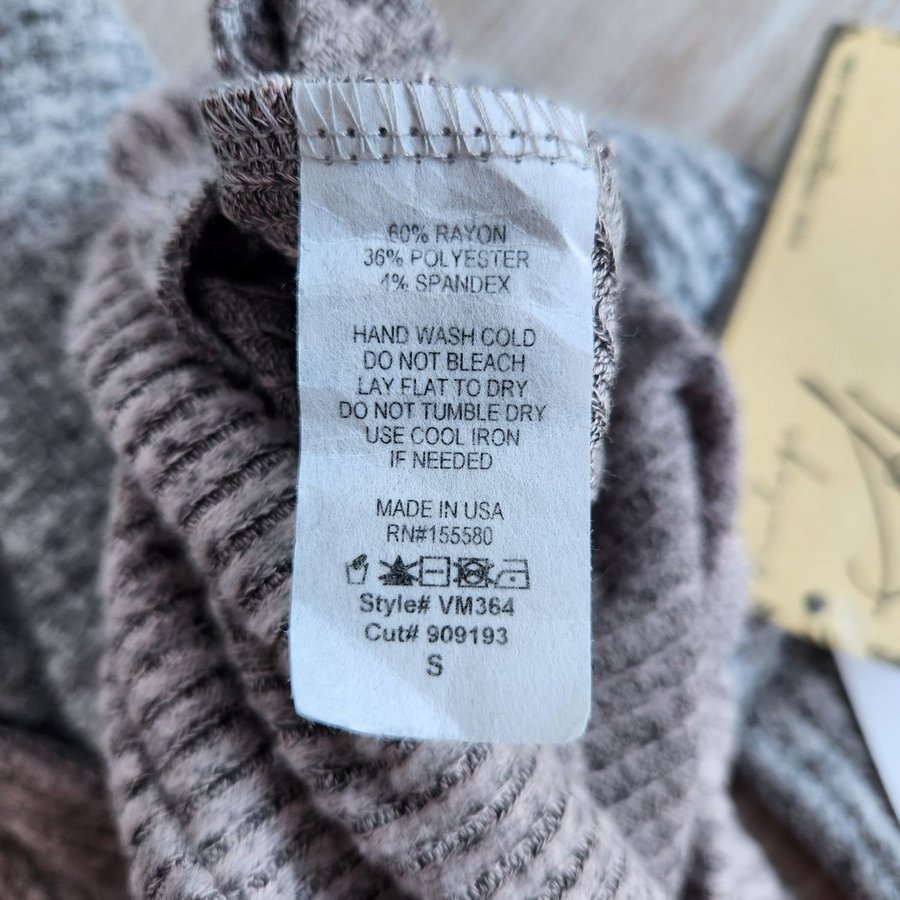 60% RAYON
36% POLYESTER
4% SPANDEX
HAND WASH COLD
DO NOT BLEACH
LAY FLAT TO DRY
DO NOT TUMBLE DRY
USE COOL IRON
IF NEEDED
MADE IN USA
RN#155580
Style# VM364
Cut# 909193
S